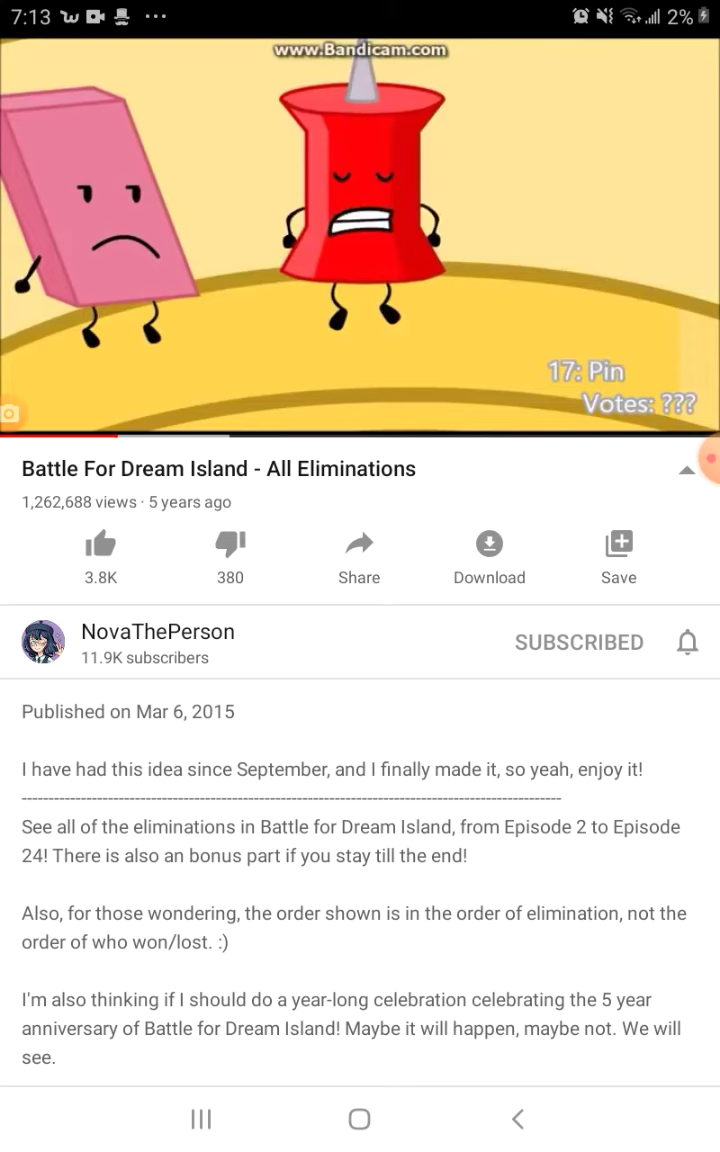 7:13
2%
www.Bandicam.com
17: Pin
Votes: ???
Battle For Dream Island - All Eliminations
1,262,688 views · 5 years ago
3.8K
380
Share
Download
Save
NovaThePerson
11.9K subscribers
SUBSCRIBED
Published on Mar 6, 2015
I have had this idea since September, and I finally made it, so yeah, enjoy it!
-----------------------------------------------------------------------------------------------------
See all of the eliminations in Battle for Dream Island, from Episode 2 to Episode
24! There is also an bonus part if you stay till the end!
Also, for those wondering, the order shown is in the order of elimination, not the
order of who won/lost. :)
I'm also thinking if I should do a year-long celebration celebrating the 5 year
anniversary of Battle for Dream Island! Maybe it will happen, maybe not. We will
see.